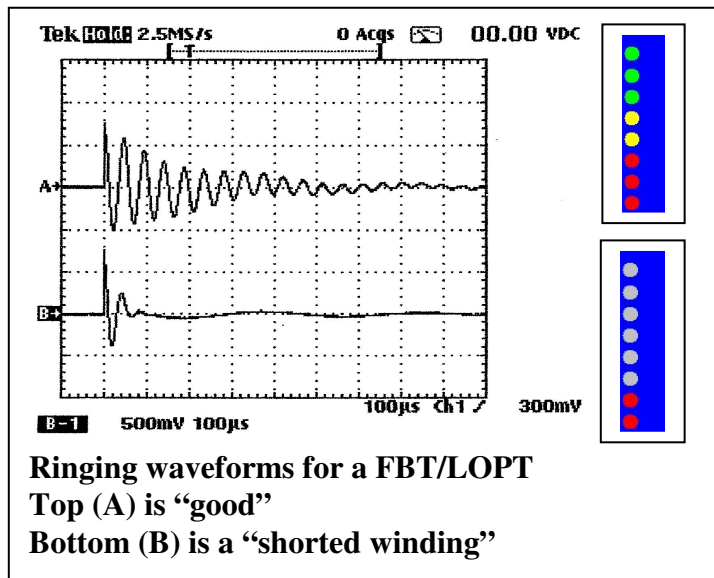 Tek Hold: 2.5MS/s 0 Acqs 00.00 VDC
[ T ]
A→
B→
100µs Ch1 / 300mV
B-1 500mV 100µs
Ringing waveforms for a FBT/LOPT
Top (A) is “good”
Bottom (B) is a “shorted winding”